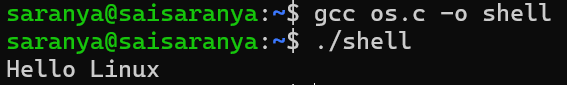 saranya@saisaranya:~$ gcc os.c -o shell
saranya@saisaranya:~$ ./shell
Hello Linux